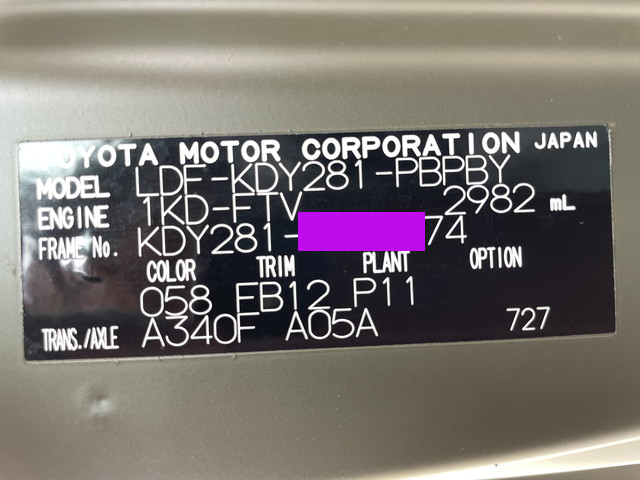 TOYOTA MOTOR CORPORATION JAPAN
MODEL LDF-KDY281-PBPBY
ENGINE 1KD-FTV 2982 mL
FRAME No. KDY281- 74
COLOR TRIM PLANT OPTION
058 FB12 P11
TRANS./AXLE A340F A05A 727